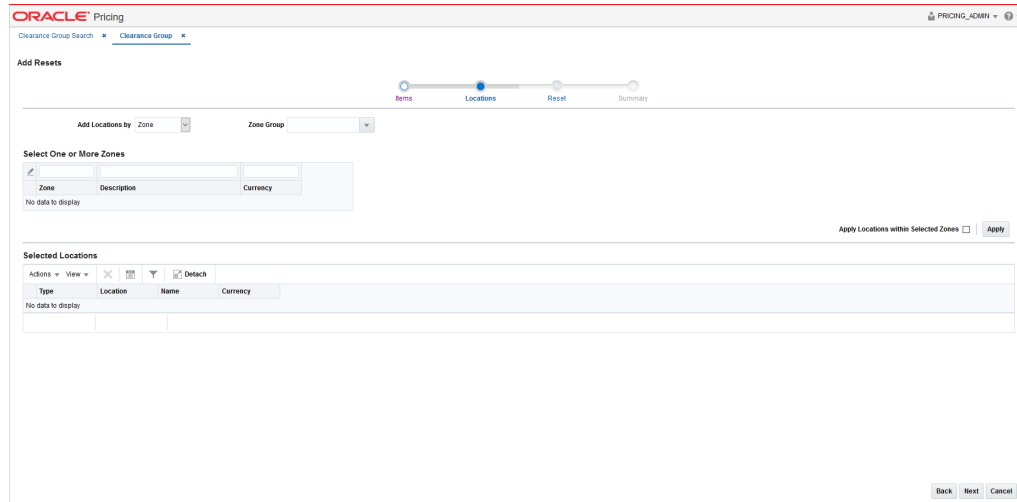 ORACLE® Pricing PRICING_ADMIN
Clearance Group Search × Clearance Group ×
Add Resets
Items Locations Reset Summary
Add Locations by Zone Zone Group
Select One or More Zones
Zone Description Currency
No data to display
Apply Locations within Selected Zones Apply
Selected Locations
Actions View Detach
Type Location Name Currency
No data to display
Back Next Cancel